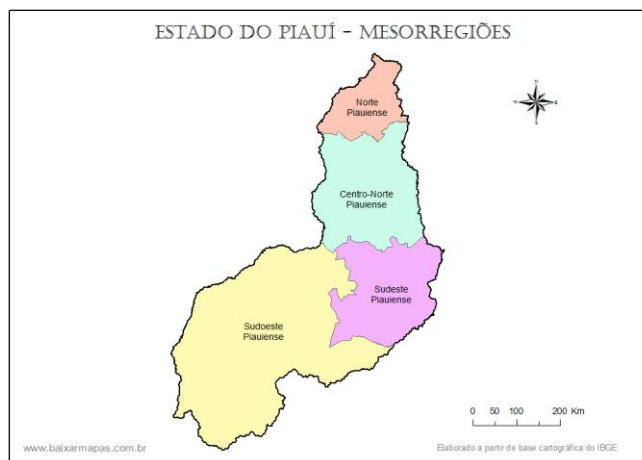 ESTADO DO PIAUÍ - MESORREGIÕES
Norte
Piauiense
Centro-Norte
Piauiense
Sudeste
Piauiense
Sudoeste
Piauiense
0 50 100 200 Km
www.baixarmapas.com.br
Elaborado a partir de base cartográfica do IBGE